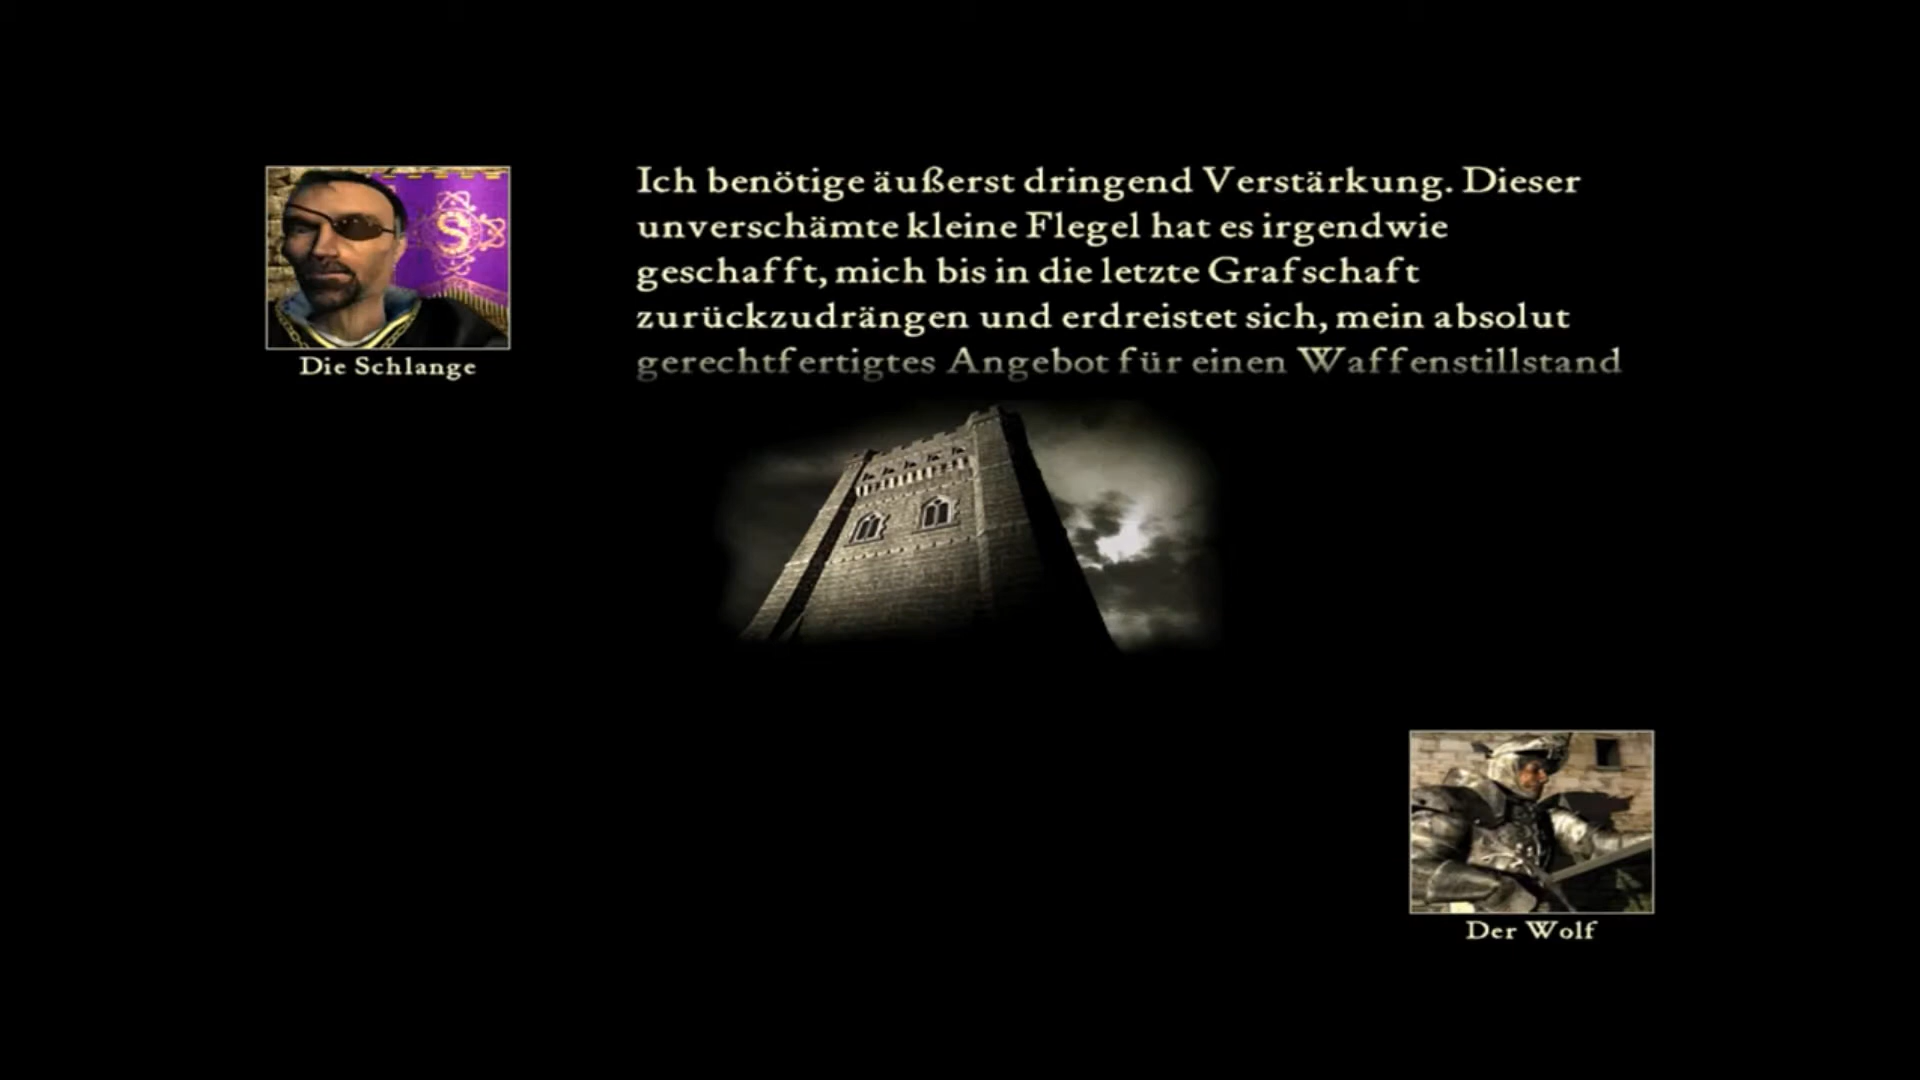 Ich benötige äußerst dringend Verstärkung. Dieser
unverschämte kleine Flegel hat es irgendwie
geschafft, mich bis in die letzte Grafschaft
zurückzudrängen und erdreistet sich, mein absolut
gerechtfertigtes Angebot für einen Waffenstillstand
S
Die Schlange
Der Wolf